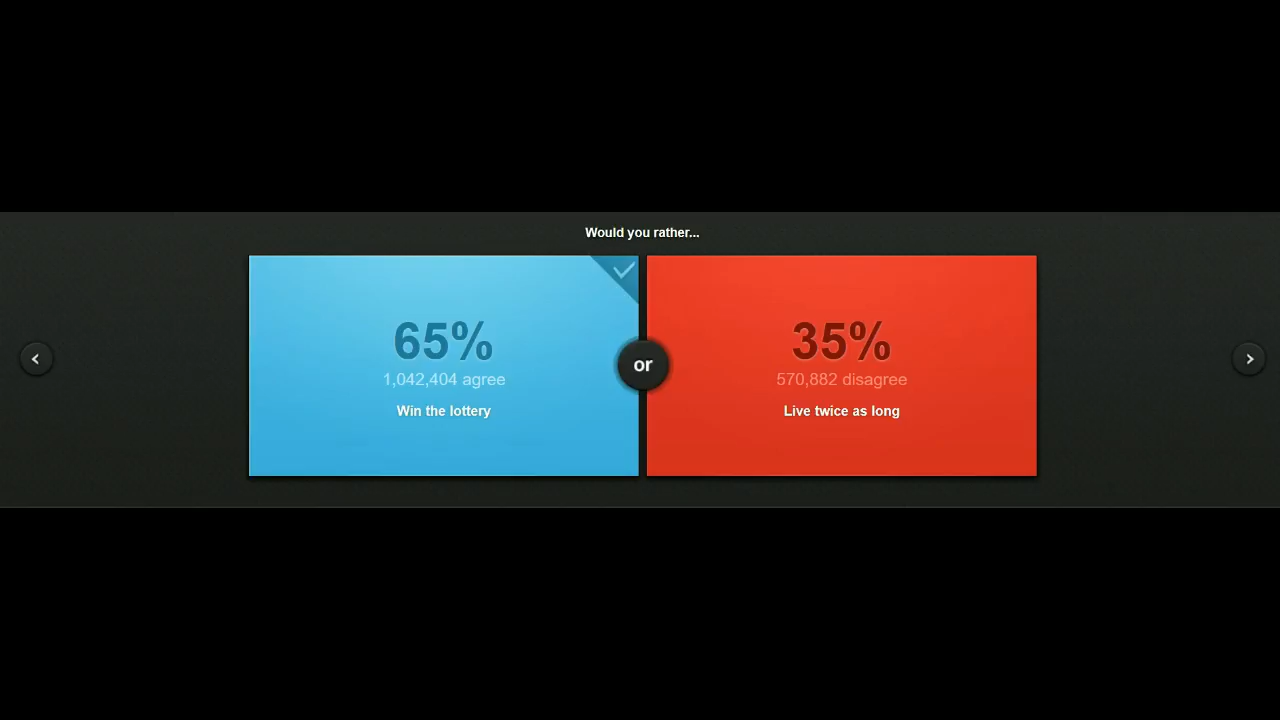 Would you rather...
65%
1,042,404 agree
Win the lottery
or
35%
570,882 disagree
Live twice as long